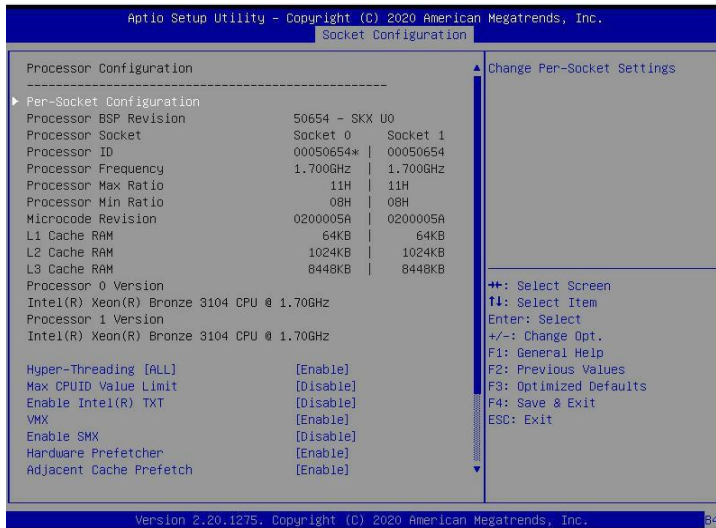 Aptio Setup Utility – Copyright (C) 2020 American Megatrends, Inc.
Socket Configuration
Processor Configuration
--------------------------------------------------
Per-Socket Configuration
Processor BSP Revision 50654 – SKX U0
Processor Socket Socket 0 Socket 1
Processor ID 00050654* | 00050654
Processor Frequency 1.700GHz | 1.700GHz
Processor Max Ratio 11H | 11H
Processor Min Ratio 08H | 08H
Microcode Revision 0200005A | 0200005A
L1 Cache RAM 64KB | 64KB
L2 Cache RAM 1024KB | 1024KB
L3 Cache RAM 8448KB | 8448KB
Processor 0 Version
Intel(R) Xeon(R) Bronze 3104 CPU @ 1.70GHz
Processor 1 Version
Intel(R) Xeon(R) Bronze 3104 CPU @ 1.70GHz
Hyper-Threading [ALL] [Enable]
Max CPUID Value Limit [Disable]
Enable Intel(R) TXT [Disable]
VMX [Enable]
Enable SMX [Disable]
Hardware Prefetcher [Enable]
Adjacent Cache Prefetch [Enable]
Change Per-Socket Settings
→←: Select Screen
↑↓: Select Item
Enter: Select
+/-: Change Opt.
F1: General Help
F2: Previous Values
F3: Optimized Defaults
F4: Save & Exit
ESC: Exit
Version 2.20.1275. Copyright (C) 2020 American Megatrends, Inc.